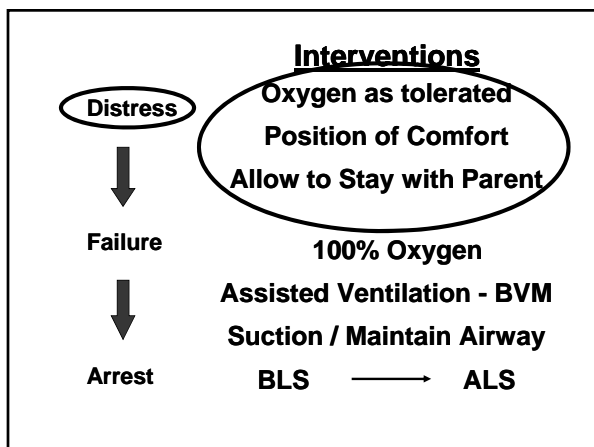 Interventions
Distress
Oxygen as tolerated
Position of Comfort
Allow to Stay with Parent
Failure
100% Oxygen
Assisted Ventilation - BVM
Suction / Maintain Airway
Arrest
BLS ALS